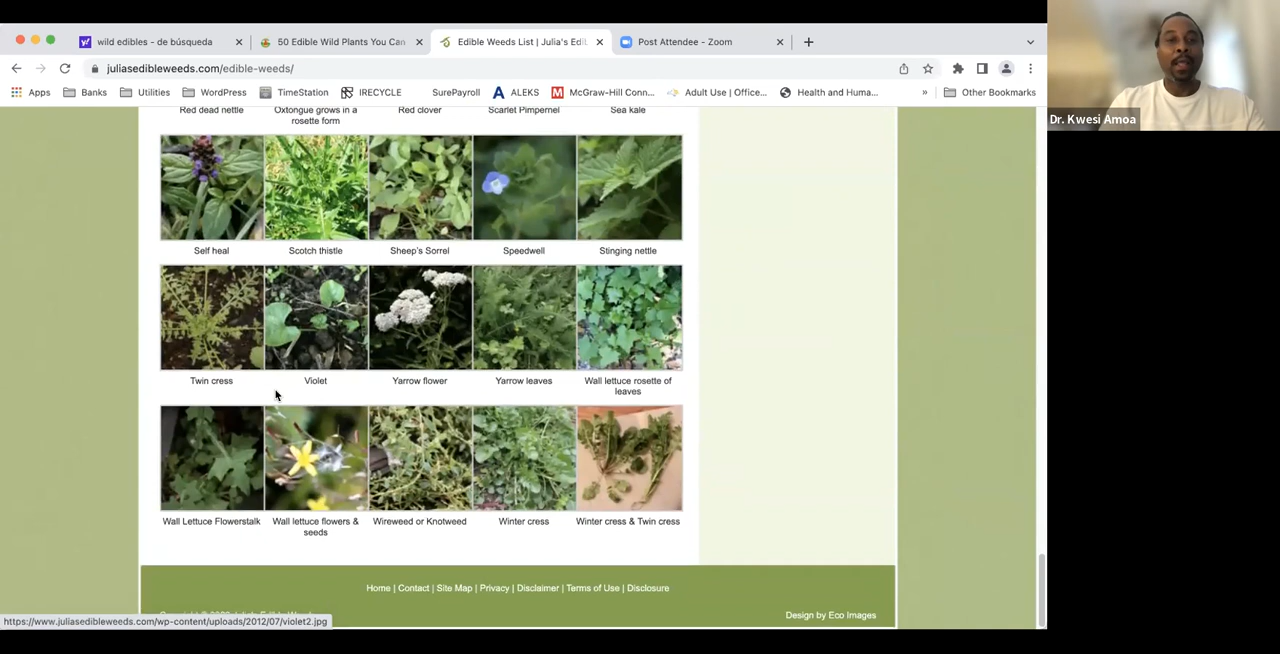 wild edibles - de búsqueda
50 Edible Wild Plants You Can
Edible Weeds List | Julia's Edi
Post Attendee - Zoom
juliasedibleweeds.com/edible-weeds/
Apps Banks Utilities WordPress TimeStation IRECYCLE SurePayroll ALEKS McGraw-Hill Conn... Adult Use | Office... Health and Huma... » Other Bookmarks
Dr. Kwesi Amoa
Red dead nettle
Oxtongue grows in a
rosette form
Red clover
Scarlet Pimpernel
Sea kale
Self heal
Scotch thistle
Sheep's Sorrel
Speedwell
Stinging nettle
Twin cress
Violet
Yarrow flower
Yarrow leaves
Wall lettuce rosette of
leaves
Wall Lettuce Flowerstalk
Wall lettuce flowers &
seeds
Wireweed or Knotweed
Winter cress
Winter cress & Twin cress
Home | Contact | Site Map | Privacy | Disclaimer | Terms of Use | Disclosure
Design by Eco Images
https://www.juliasedibleweeds.com/wp-content/uploads/2012/07/violet2.jpg